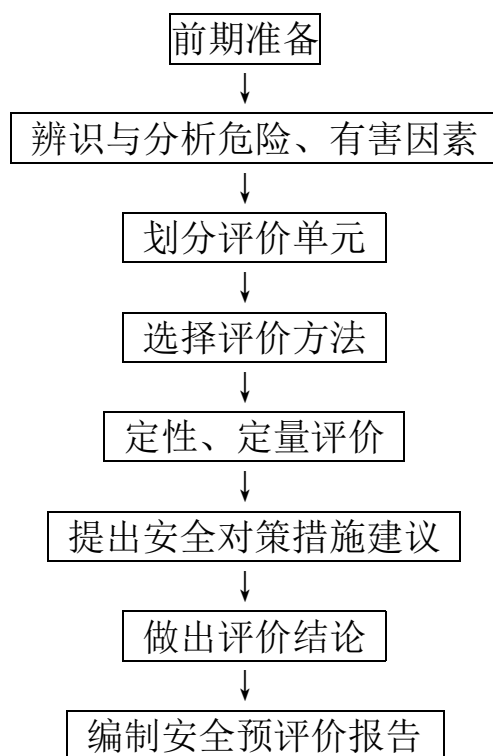 前期准备
辨识与分析危险、有害因素
划分评价单元
选择评价方法
定性、定量评价
提出安全对策措施建议
做出评价结论
编制安全预评价报告